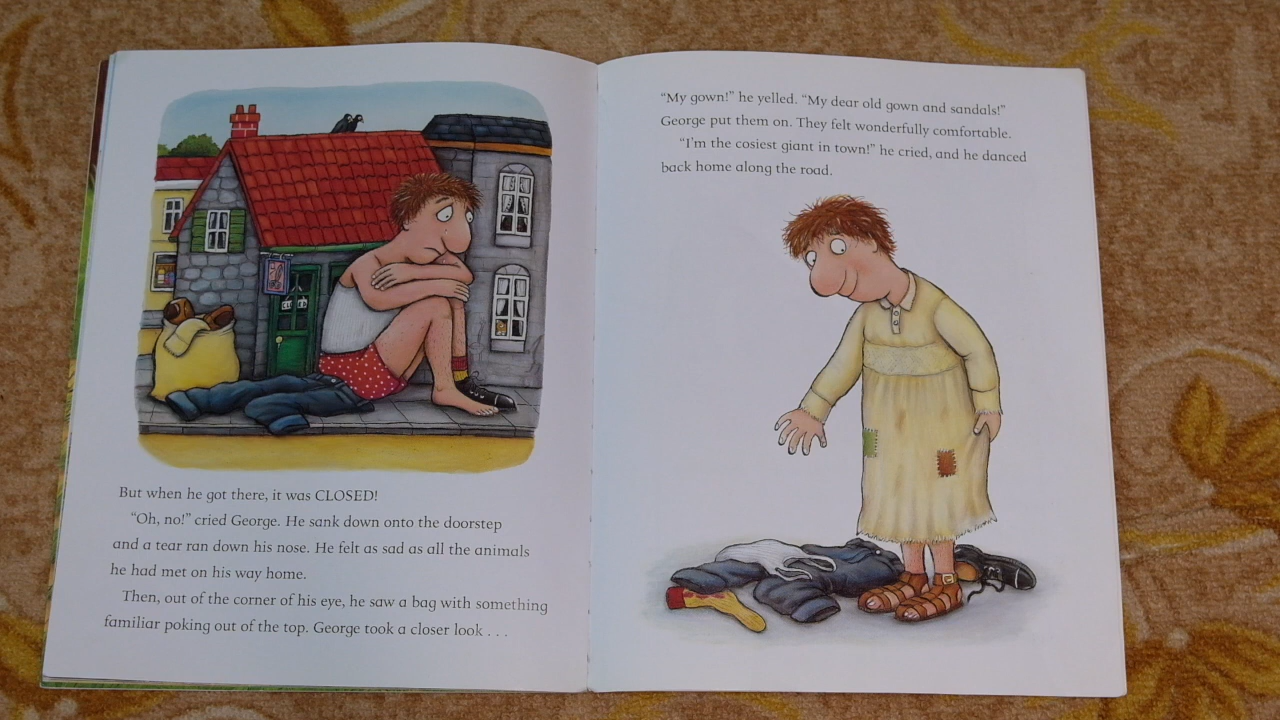 But when he got there, it was CLOSED!
“Oh, no!” cried George. He sank down onto the doorstep
and a tear ran down his nose. He felt as sad as all the animals
he had met on his way home.
Then, out of the corner of his eye, he saw a bag with something
familiar poking out of the top. George took a closer look . . .
“My gown!” he yelled. “My dear old gown and sandals!”
George put them on. They felt wonderfully comfortable.
“I’m the cosiest giant in town!” he cried, and he danced
back home along the road.